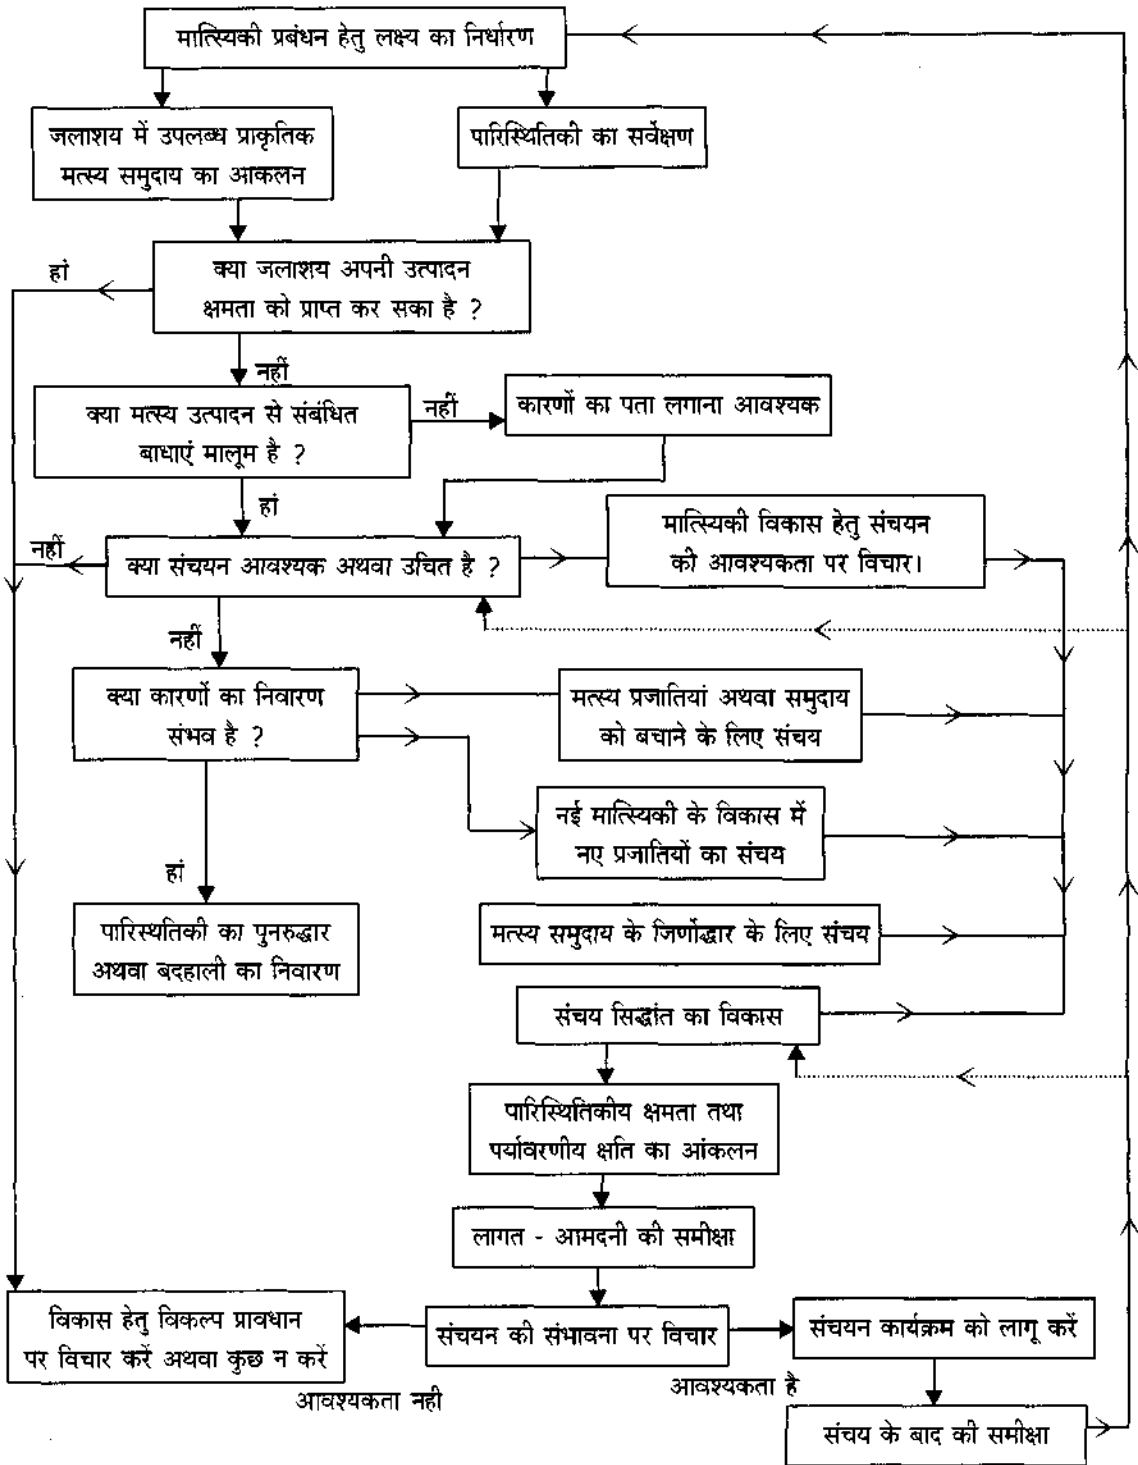 मात्स्यिकी प्रबंधन हेतु लक्ष्य का निर्धारण
जलाशय में उपलब्ध प्राकृतिक
मत्स्य समुदाय का आकलन
पारिस्थितिकी का सर्वेक्षण
हां
क्या जलाशय अपनी उत्पादन
क्षमता को प्राप्त कर सका है ?
नहीं
क्या मत्स्य उत्पादन से संबंधित
बाधाएं मालूम है ?
नहीं
कारणों का पता लगाना आवश्यक
हां
नहीं
क्या संचयन आवश्यक अथवा उचित है ?
मात्स्यिकी विकास हेतु संचयन
की आवश्यकता पर विचार।
नहीं
क्या कारणों का निवारण
संभव है ?
मत्स्य प्रजातियां अथवा समुदाय
को बचाने के लिए संचय
नई मात्स्यिकी के विकास में
नए प्रजातियों का संचय
हां
पारिस्थतिकी का पुनरुद्धार
अथवा बदहाली का निवारण
मत्स्य समुदाय के जिर्णोद्धार के लिए संचय
संचय सिद्धांत का विकास
पारिस्थितिकीय क्षमता तथा
पर्यावरणीय क्षति का आंकलन
लागत - आमदनी की समीक्षा
विकास हेतु विकल्प प्रावधान
पर विचार करें अथवा कुछ न करें
संचयन की संभावना पर विचार
संचयन कार्यक्रम को लागू करें
आवश्यकता नही
आवश्यकता है
संचय के बाद की समीक्षा